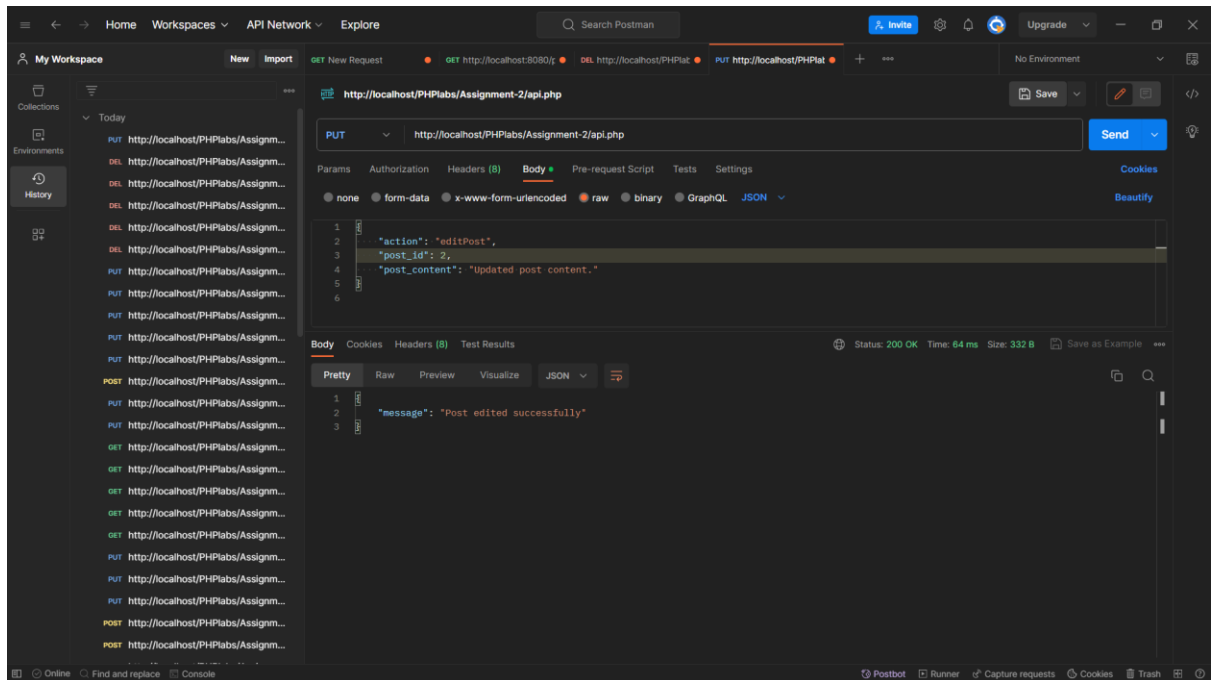 Home Workspaces API Network Explore Search Postman Invite Upgrade
My Workspace New Import GET New Request GET http://localhost:8080/p DEL http://localhost/PHPlat PUT http://localhost/PHPlat No Environment
Collections
Environments
History
Today
PUT http://localhost/PHPlabs/Assignm...
DEL http://localhost/PHPlabs/Assignm...
DEL http://localhost/PHPlabs/Assignm...
DEL http://localhost/PHPlabs/Assignm...
DEL http://localhost/PHPlabs/Assignm...
DEL http://localhost/PHPlabs/Assignm...
PUT http://localhost/PHPlabs/Assignm...
PUT http://localhost/PHPlabs/Assignm...
PUT http://localhost/PHPlabs/Assignm...
PUT http://localhost/PHPlabs/Assignm...
PUT http://localhost/PHPlabs/Assignm...
POST http://localhost/PHPlabs/Assignm...
PUT http://localhost/PHPlabs/Assignm...
PUT http://localhost/PHPlabs/Assignm...
GET http://localhost/PHPlabs/Assignm...
GET http://localhost/PHPlabs/Assignm...
GET http://localhost/PHPlabs/Assignm...
GET http://localhost/PHPlabs/Assignm...
GET http://localhost/PHPlabs/Assignm...
PUT http://localhost/PHPlabs/Assignm...
PUT http://localhost/PHPlabs/Assignm...
PUT http://localhost/PHPlabs/Assignm...
POST http://localhost/PHPlabs/Assignm...
POST http://localhost/PHPlabs/Assignm...
HTTP http://localhost/PHPlabs/Assignment-2/api.php Save
PUT http://localhost/PHPlabs/Assignment-2/api.php Send
Params Authorization Headers (8) Body Pre-request Script Tests Settings Cookies
none form-data x-www-form-urlencoded raw binary GraphQL JSON Beautify
1 {
2 "action": "editPost",
3 "post_id": 2,
4 "post_content": "Updated post content."
5 }
6
Body Cookies Headers (8) Test Results Status: 200 OK Time: 64 ms Size: 332 B Save as Example
Pretty Raw Preview Visualize JSON
1 {
2 "message": "Post edited successfully"
3 }
Online Find and replace Console Postbot Runner Capture requests Cookies Trash